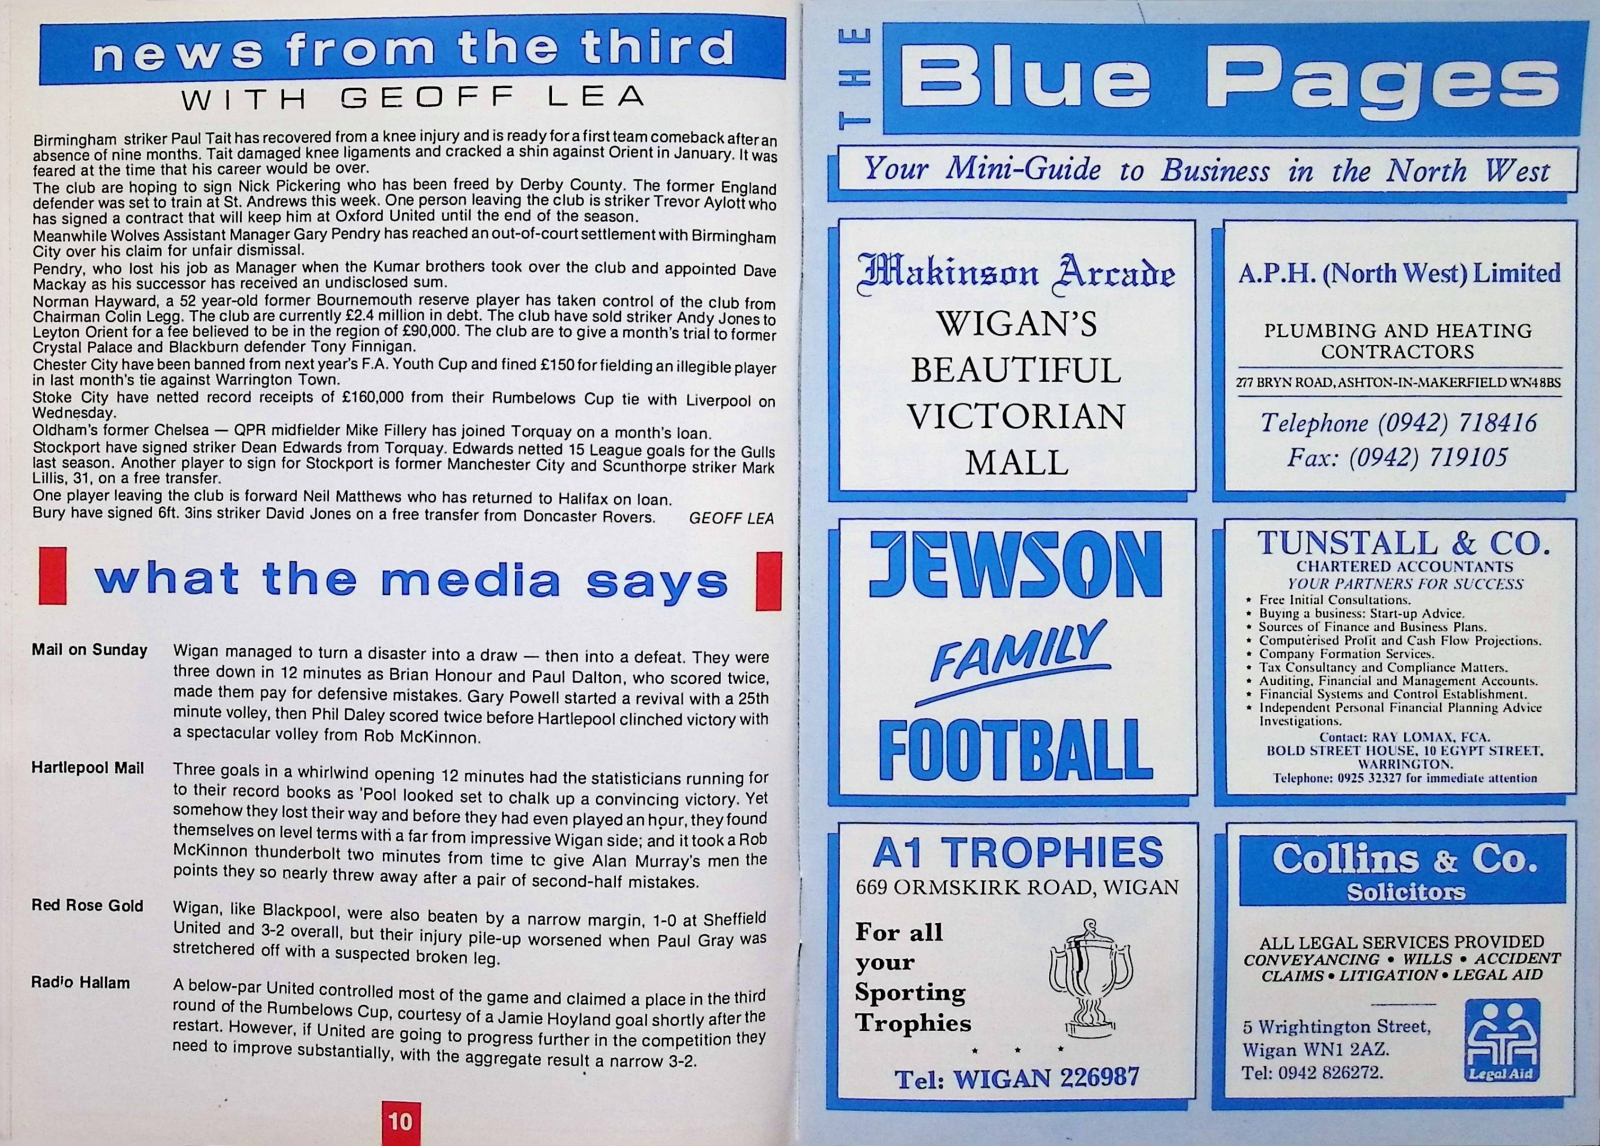 news from the third
WITH GEOFF LEA
Birmingham striker Paul Tait has recovered from a knee injury and is ready for a first team comeback after an
absence of nine months. Tait damaged knee ligaments and cracked a shin against Orient in January. It was
feared at the time that his career would be over.
The club are hoping to sign Nick Pickering who has been freed by Derby County. The former England
defender was set to train at St. Andrews this week. One person leaving the club is striker Trevor Aylott who
has signed a contract that will keep him at Oxford United until the end of the season.
Meanwhile Wolves Assistant Manager Gary Pendry has reached an out-of-court settlement with Birmingham
City over his claim for unfair dismissal.
Pendry, who lost his job as Manager when the Kumar brothers took over the club and appointed Dave
Mackay as his successor has received an undisclosed sum.
Norman Hayward, a 52 year-old former Bournemouth reserve player has taken control of the club from
Chairman Colin Legg. The club are currently £2.4 million in debt. The club have sold striker Andy Jones to
Leyton Orient for a fee believed to be in the region of £90,000. The club are to give a month's trial to former
Crystal Palace and Blackburn defender Tony Finnigan.
Chester City have been banned from next year's F.A. Youth Cup and fined £150 for fielding an illegible player
in last month's tie against Warrington Town.
Stoke City have netted record receipts of £160,000 from their Rumbelows Cup tie with Liverpool on
Wednesday.
Oldham's former Chelsea — QPR midfielder Mike Fillery has joined Torquay on a month's loan.
Stockport have signed striker Dean Edwards from Torquay. Edwards netted 15 League goals for the Gulls
last season. Another player to sign for Stockport is former Manchester City and Scunthorpe striker Mark
Lillis, 31, on a free transfer.
One player leaving the club is forward Neil Matthews who has returned to Halifax on loan.
Bury have signed 6ft. 3ins striker David Jones on a free transfer from Doncaster Rovers. GEOFF LEA
what the media says
Mail on Sunday
Wigan managed to turn a disaster into a draw — then into a defeat. They were
three down in 12 minutes as Brian Honour and Paul Dalton, who scored twice,
made them pay for defensive mistakes. Gary Powell started a revival with a 25th
minute volley, then Phil Daley scored twice before Hartlepool clinched victory with
a spectacular volley from Rob McKinnon.
Hartlepool Mail
Three goals in a whirlwind opening 12 minutes had the statisticians running for
to their record books as 'Pool looked set to chalk up a convincing victory. Yet
somehow they lost their way and before they had even played an hour, they found
themselves on level terms with a far from impressive Wigan side; and it took a Rob
McKinnon thunderbolt two minutes from time to give Alan Murray's men the
points they so nearly threw away after a pair of second-half mistakes.
Red Rose Gold
Wigan, like Blackpool, were also beaten by a narrow margin, 1-0 at Sheffield
United and 3-2 overall, but their injury pile-up worsened when Paul Gray was
stretchered off with a suspected broken leg.
Radio Hallam
A below-par United controlled most of the game and claimed a place in the third
round of the Rumbelows Cup, courtesy of a Jamie Hoyland goal shortly after the
restart. However, if United are going to progress further in the competition they
need to improve substantially, with the aggregate result a narrow 3-2.
10
THE Blue Pages
Your Mini-Guide to Business in the North West
Makinson Arcade
WIGAN'S
BEAUTIFUL
VICTORIAN
MALL
A.P.H. (North West) Limited
PLUMBING AND HEATING
CONTRACTORS
277 BRYN ROAD, ASHTON-IN-MAKERFIELD WN4 8BS
Telephone (0942) 718416
Fax: (0942) 719105
JEWSON
FAMILY
FOOTBALL
TUNSTALL & CO.
CHARTERED ACCOUNTANTS
YOUR PARTNERS FOR SUCCESS
* Free Initial Consultations.
* Buying a business: Start-up Advice.
* Sources of Finance and Business Plans.
* Computerised Profit and Cash Flow Projections.
* Company Formation Services.
* Tax Consultancy and Compliance Matters.
* Auditing, Financial and Management Accounts.
* Financial Systems and Control Establishment.
* Independent Personal Financial Planning Advice
Investigations.
Contact: RAY LOMAX, FCA.
BOLD STREET HOUSE, 10 EGYPT STREET,
WARRINGTON.
Telephone: 0925 32327 for immediate attention
A1 TROPHIES
669 ORMSKIRK ROAD, WIGAN
For all
your
Sporting
Trophies
* * *
Tel: WIGAN 226987
Collins & Co.
Solicitors
ALL LEGAL SERVICES PROVIDED
CONVEYANCING • WILLS • ACCIDENT
CLAIMS • LITIGATION • LEGAL AID
5 Wrightington Street,
Wigan WN1 2AZ.
Tel: 0942 826272.
Legal Aid